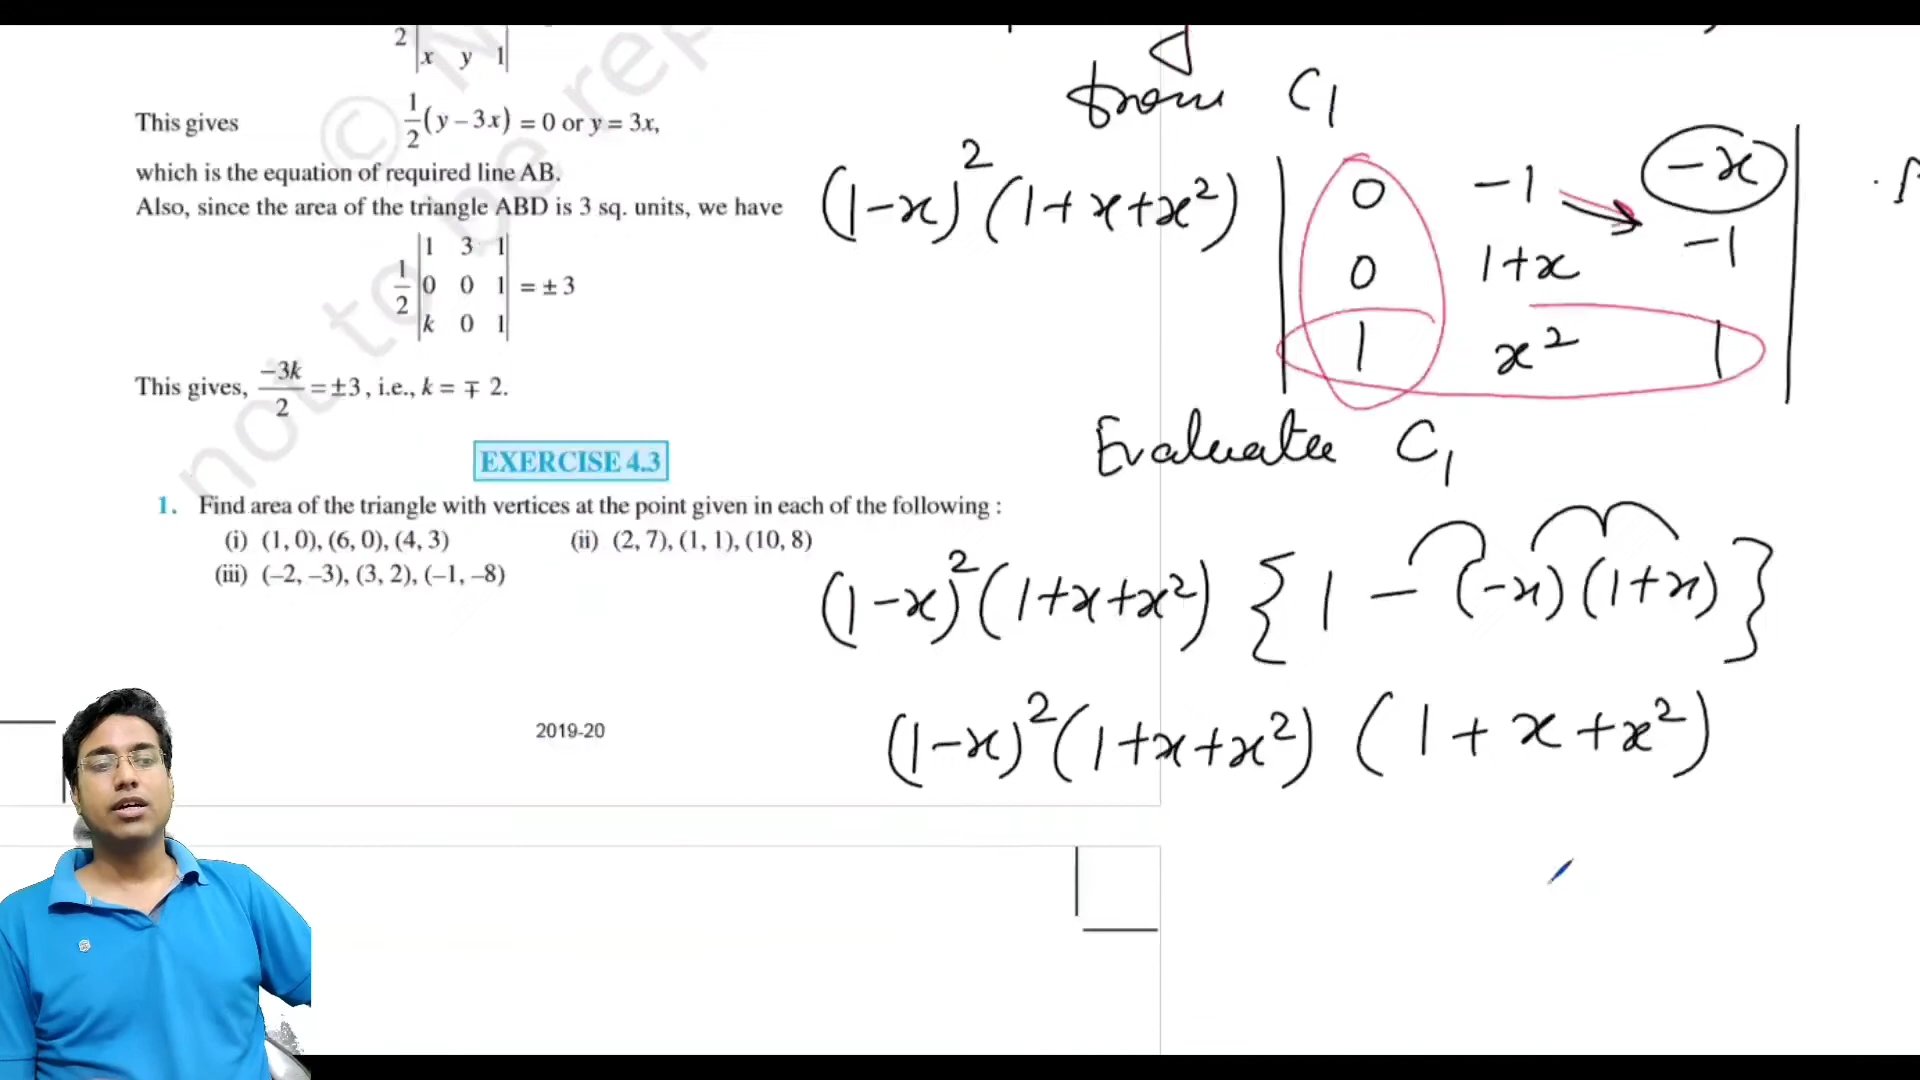 2 |x y 1|
This gives 1/2 (y – 3x) = 0 or y = 3x,
which is the equation of required line AB.
Also, since the area of the triangle ABD is 3 sq. units, we have
1/2 |1 3 1|
|0 0 1| = ± 3
|k 0 1|
This gives, –3k/2 = ±3, i.e., k = ∓ 2.
EXERCISE 4.3
1. Find area of the triangle with vertices at the point given in each of the following :
(i) (1, 0), (6, 0), (4, 3) (ii) (2, 7), (1, 1), (10, 8)
(iii) (–2, –3), (3, 2), (–1, –8)
2019-20
not to be rep
from C₁
(1-x)² (1+x+x²) | 0 -1 -x |
| 0 1+x -1 |
| 1 x² 1 |
Evaluate C₁
(1-x)² (1+x+x²) { 1 - (-x)(1+x) }
(1-x)² (1+x+x²) (1+x+x²)